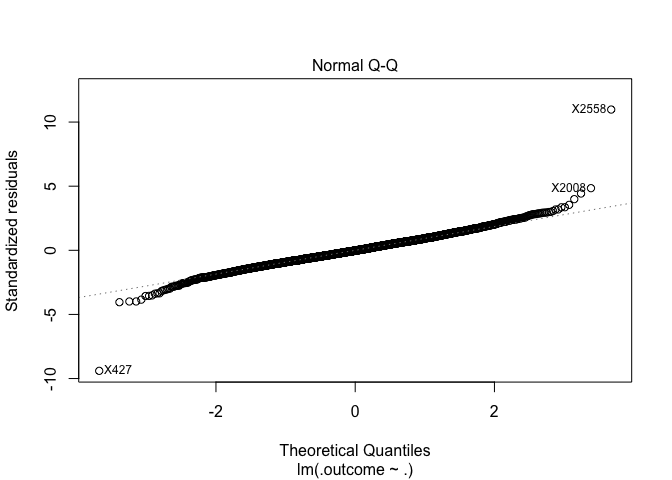 Normal Q-Q
X2558
X2008
X427
Standardized residuals
10
5
0
-5
-10
-2
0
2
Theoretical Quantiles
lm(.outcome ~ .)